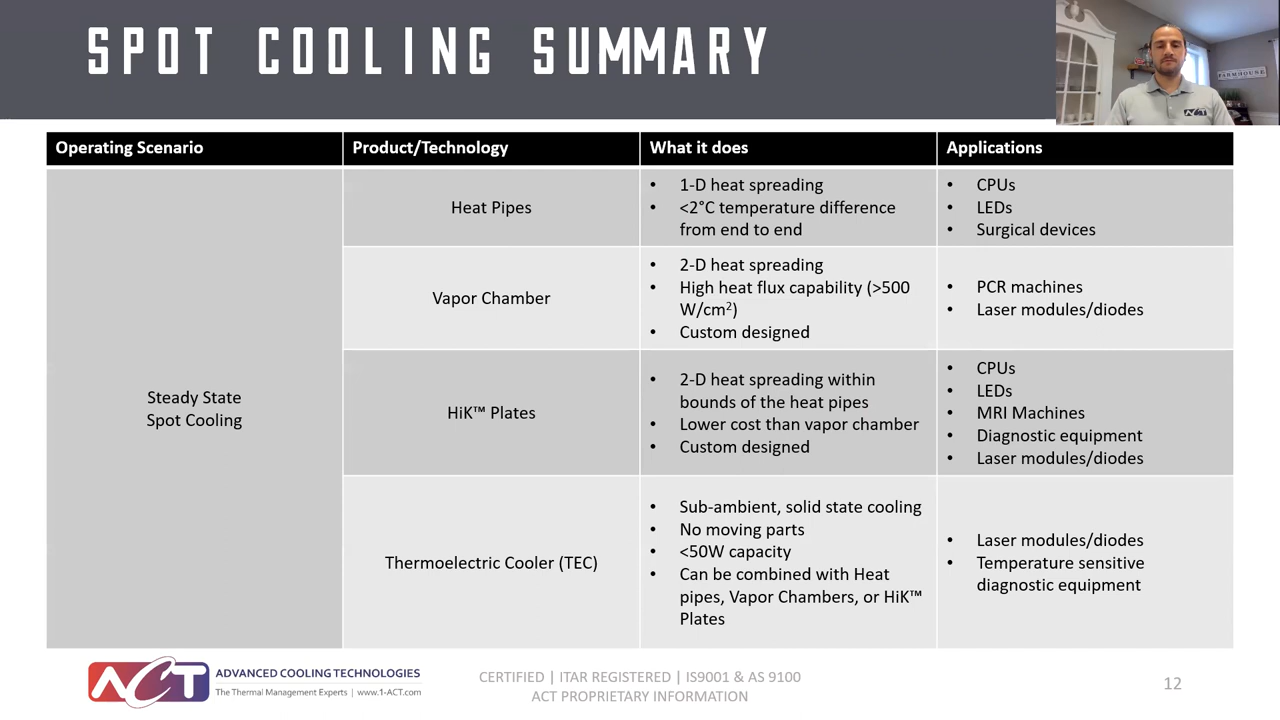 SPOT COOLING SUMMARY
FARMHOUSE
ACT
Operating Scenario
Product/Technology
What it does
Applications
Steady State
Spot Cooling
Heat Pipes
• 1-D heat spreading
• <2°C temperature difference
from end to end
• CPUs
• LEDs
• Surgical devices
Vapor Chamber
• 2-D heat spreading
• High heat flux capability (>500
W/cm²)
• Custom designed
• PCR machines
• Laser modules/diodes
HiK™ Plates
• 2-D heat spreading within
bounds of the heat pipes
• Lower cost than vapor chamber
• Custom designed
• CPUs
• LEDs
• MRI Machines
• Diagnostic equipment
• Laser modules/diodes
Thermoelectric Cooler (TEC)
• Sub-ambient, solid state cooling
• No moving parts
• <50W capacity
• Can be combined with Heat
pipes, Vapor Chambers, or HiK™
Plates
• Laser modules/diodes
• Temperature sensitive
diagnostic equipment
ACT
ADVANCED COOLING TECHNOLOGIES
The Thermal Management Experts | www.1-ACT.com
CERTIFIED | ITAR REGISTERED | IS9001 & AS 9100
ACT PROPRIETARY INFORMATION
12